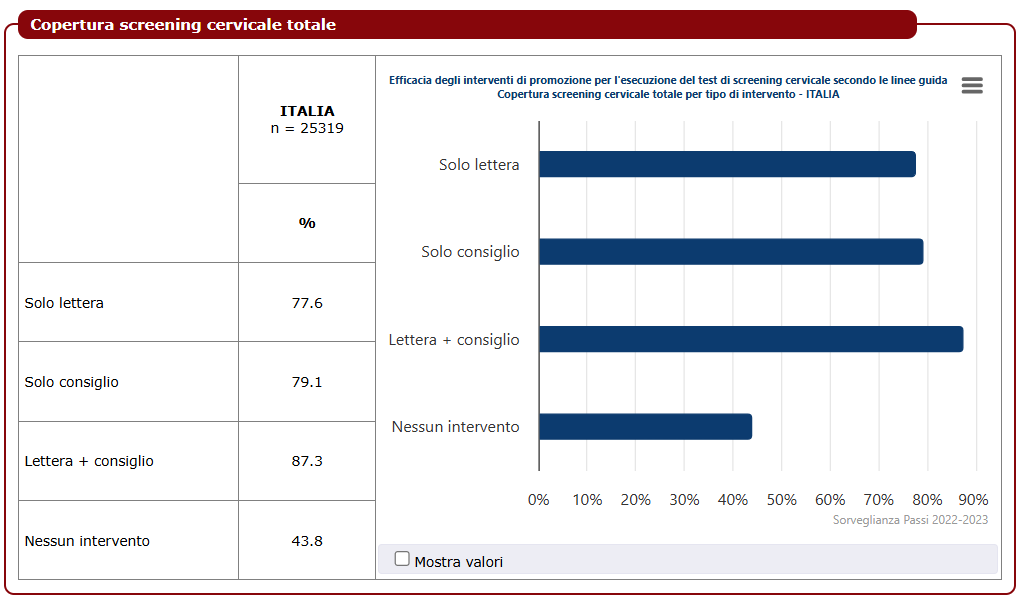 Copertura screening cervicale totale
ITALIA
n = 25319
%
Solo lettera
77.6
Solo consiglio
79.1
Lettera + consiglio
87.3
Nessun intervento
43.8
Efficacia degli interventi di promozione per l'esecuzione del test di screening cervicale secondo le linee guida
Copertura screening cervicale totale per tipo di intervento - ITALIA
Solo lettera
Solo consiglio
Lettera + consiglio
Nessun intervento
0% 10% 20% 30% 40% 50% 60% 70% 80% 90%
Sorveglianza Passi 2022-2023
Mostra valori